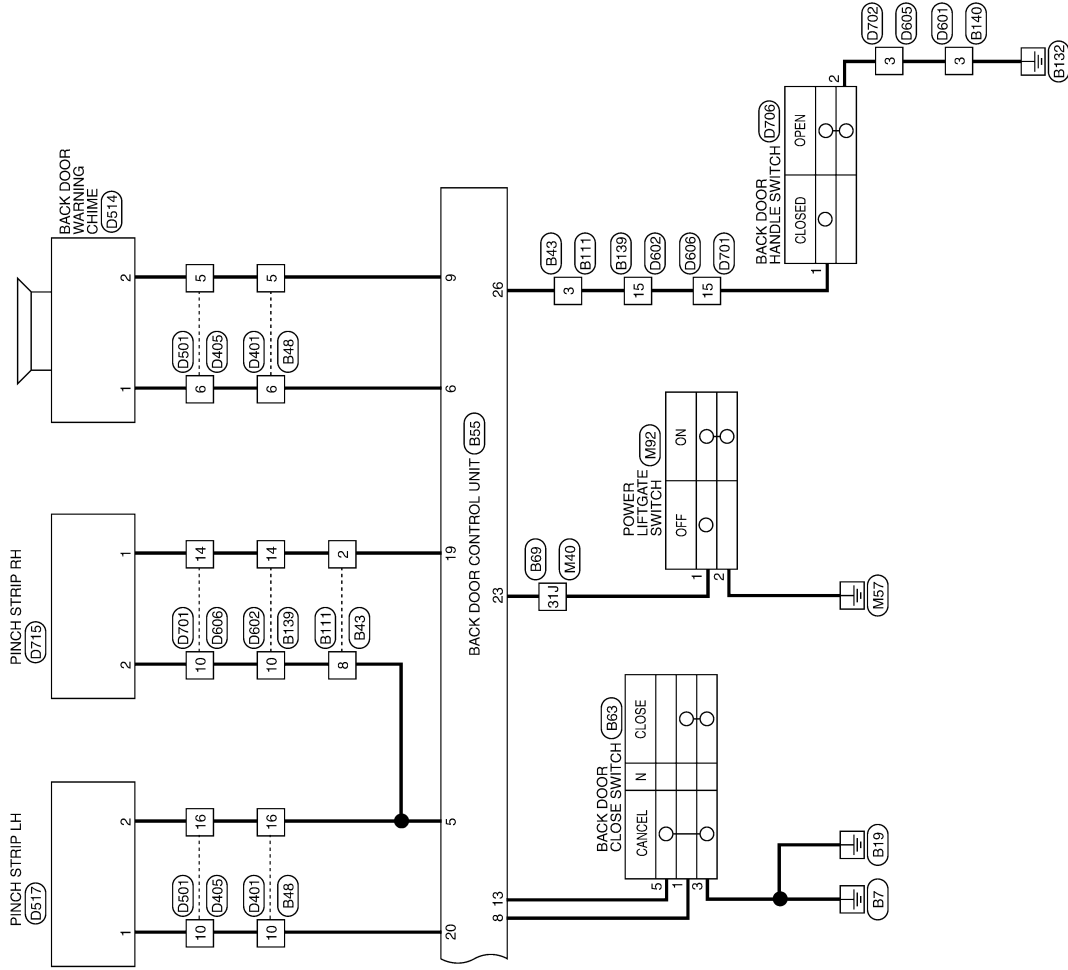 PINCH STRIP LH
D517
1
2
D501
D405
10
16
D401
B48
10
16
20
5
PINCH STRIP RH
D715
2
1
D701
D606
10
14
D602
B139
10
14
B111
B43
8
2
19
BACK DOOR
WARNING
CHIME
D514
1
2
D501
D405
6
5
D401
B48
6
5
6
9
BACK DOOR CONTROL UNIT
B55
8
13
23
26
BACK DOOR
CLOSE SWITCH
B63
CANCEL
N
CLOSE
5
1
3
B7
B19
B69
M40
31J
POWER
LIFTGATE
SWITCH
M92
OFF
ON
1
2
M57
B43
B111
3
B139
D602
15
D606
D701
15
BACK DOOR
HANDLE SWITCH
D706
CLOSED
OPEN
1
2
D702
D605
3
D601
B140
3
B132